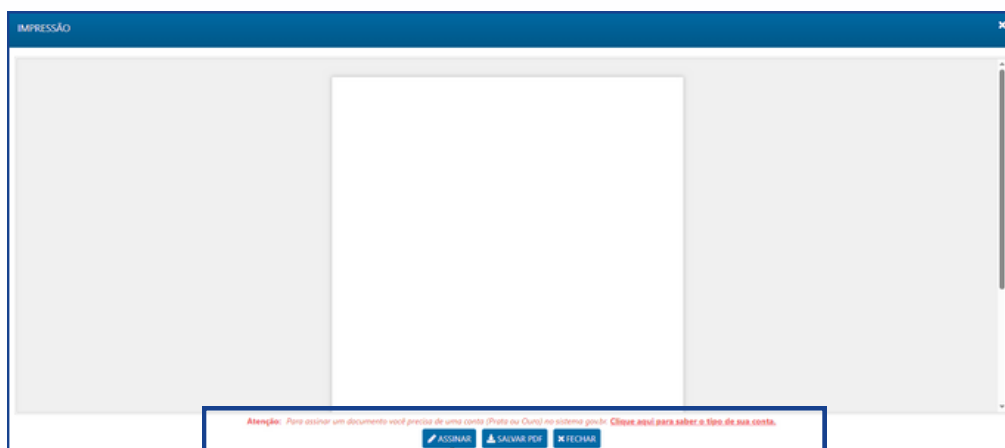 IMPRESSÃO
Atenção: Para assinar um documento você precisa de uma conta (Prata ou Ouro) no sistema gov.br. Clique aqui para saber o tipo de sua conta.
ASSINAR SALVAR PDF FECHAR